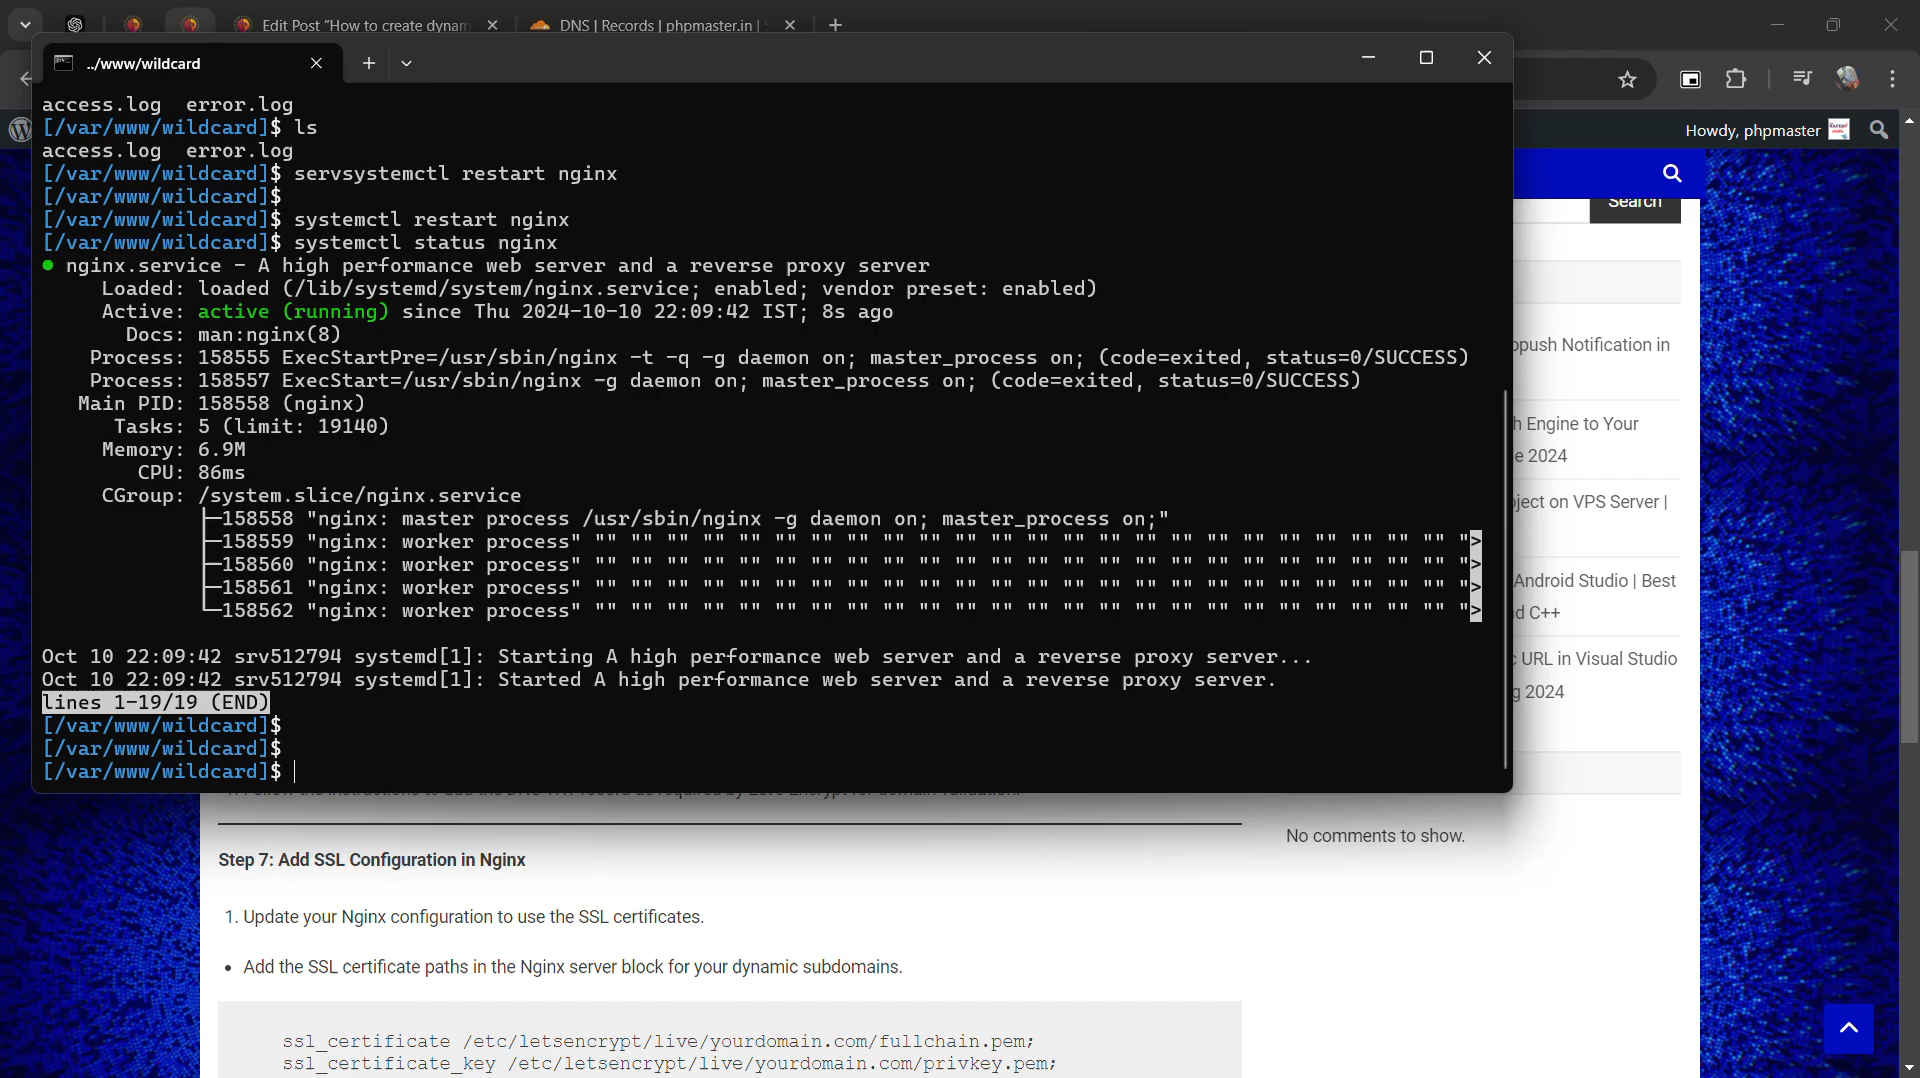 Edit Post "How to create dynam
DNS | Records | phpmaster.in |
../www/wildcard
Howdy, phpmaster
access.log  error.log
[/var/www/wildcard]$ ls
access.log  error.log
[/var/www/wildcard]$ servsystemctl restart nginx
[/var/www/wildcard]$
[/var/www/wildcard]$ systemctl restart nginx
[/var/www/wildcard]$ systemctl status nginx
● nginx.service - A high performance web server and a reverse proxy server
Loaded: loaded (/lib/systemd/system/nginx.service; enabled; vendor preset: enabled)
Active: active (running) since Thu 2024-10-10 22:09:42 IST; 8s ago
Docs: man:nginx(8)
Process: 158555 ExecStartPre=/usr/sbin/nginx -t -q -g daemon on; master_process on; (code=exited, status=0/SUCCESS)
Process: 158557 ExecStart=/usr/sbin/nginx -g daemon on; master_process on; (code=exited, status=0/SUCCESS)
Main PID: 158558 (nginx)
Tasks: 5 (limit: 19140)
Memory: 6.9M
CPU: 86ms
CGroup: /system.slice/nginx.service
├─158558 "nginx: master process /usr/sbin/nginx -g daemon on; master_process on;"
├─158559 "nginx: worker process" "" "" "" "" "" "" "" "" "" "" "" "" "" "" "" "" "" "" "" "" "" "" "" "" ">
├─158560 "nginx: worker process" "" "" "" "" "" "" "" "" "" "" "" "" "" "" "" "" "" "" "" "" "" "" "" "" ">
├─158561 "nginx: worker process" "" "" "" "" "" "" "" "" "" "" "" "" "" "" "" "" "" "" "" "" "" "" "" "" ">
└─158562 "nginx: worker process" "" "" "" "" "" "" "" "" "" "" "" "" "" "" "" "" "" "" "" "" "" "" "" "" ">
Oct 10 22:09:42 srv512794 systemd[1]: Starting A high performance web server and a reverse proxy server...
Oct 10 22:09:42 srv512794 systemd[1]: Started A high performance web server and a reverse proxy server.
lines 1-19/19 (END)
[/var/www/wildcard]$
[/var/www/wildcard]$
[/var/www/wildcard]$
Search
ppush Notification in
h Engine to Your
e 2024
ject on VPS Server |
Android Studio | Best
d C++
c URL in Visual Studio
g 2024
No comments to show.
Step 7: Add SSL Configuration in Nginx
1. Update your Nginx configuration to use the SSL certificates.
• Add the SSL certificate paths in the Nginx server block for your dynamic subdomains.
ssl_certificate /etc/letsencrypt/live/yourdomain.com/fullchain.pem;
ssl_certificate_key /etc/letsencrypt/live/yourdomain.com/privkey.pem;